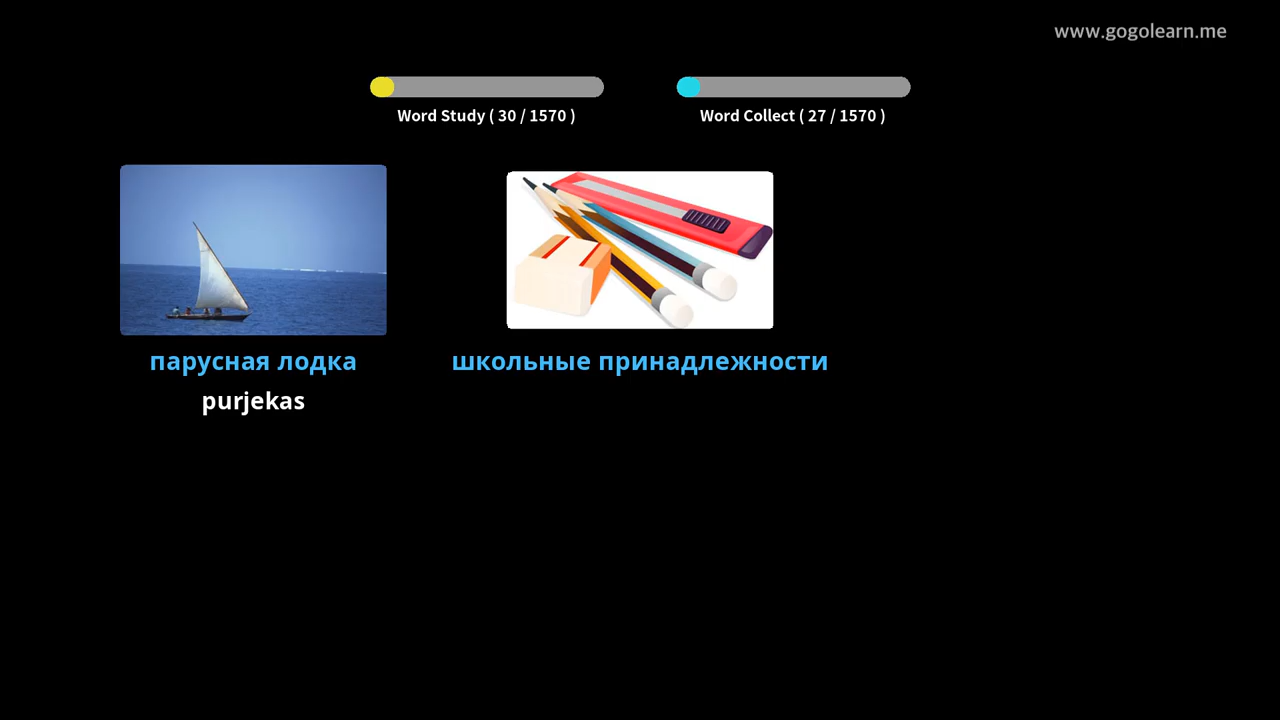 www.gogolearn.me
Word Study ( 30 / 1570 )
Word Collect ( 27 / 1570 )
парусная лодка
школьные принадлежности
purjekas